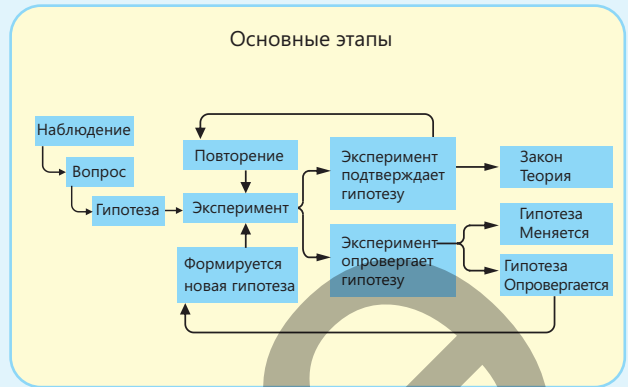 Основные этапы
Наблюдение
Вопрос
Гипотеза
Повторение
Эксперимент
Формируется
новая гипотеза
Эксперимент
подтверждает
гипотезу
Эксперимент
опровергает
гипотезу
Закон
Теория
Гипотеза
Меняется
Гипотеза
Опровергается